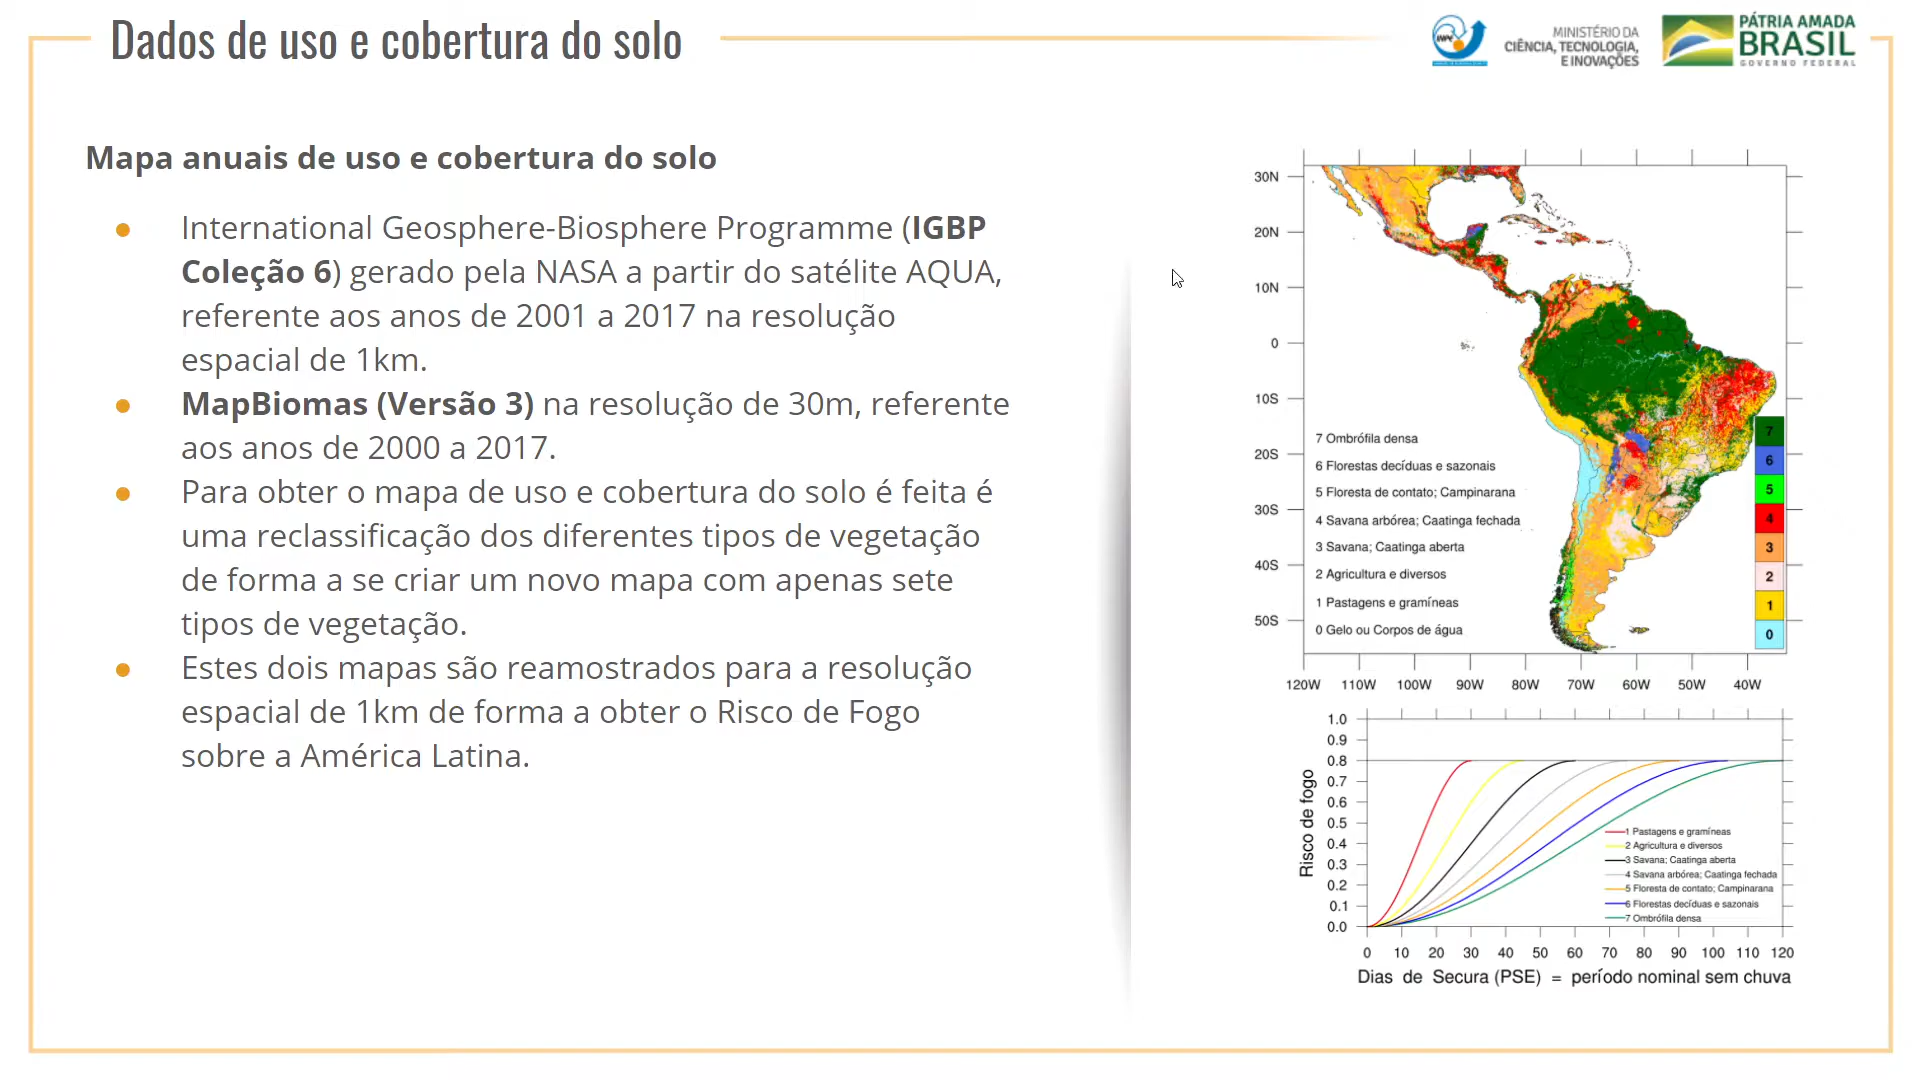 Dados de uso e cobertura do solo
INPE
MINISTÉRIO DA
CIÊNCIA, TECNOLOGIA,
E INOVAÇÕES
PÁTRIA AMADA
BRASIL
GOVERNO FEDERAL
Mapa anuais de uso e cobertura do solo
● International Geosphere-Biosphere Programme (IGBP
Coleção 6) gerado pela NASA a partir do satélite AQUA,
referente aos anos de 2001 a 2017 na resolução
espacial de 1km.
● MapBiomas (Versão 3) na resolução de 30m, referente
aos anos de 2000 a 2017.
● Para obter o mapa de uso e cobertura do solo é feita é
uma reclassificação dos diferentes tipos de vegetação
de forma a se criar um novo mapa com apenas sete
tipos de vegetação.
● Estes dois mapas são reamostrados para a resolução
espacial de 1km de forma a obter o Risco de Fogo
sobre a América Latina.
30N
20N
10N
0
10S
20S
30S
40S
50S
7 Ombrófila densa
6 Florestas decíduas e sazonais
5 Floresta de contato; Campinarana
4 Savana arbórea; Caatinga fechada
3 Savana; Caatinga aberta
2 Agricultura e diversos
1 Pastagens e gramíneas
0 Gelo ou Corpos de água
7
6
5
4
3
2
1
0
120W 110W 100W 90W 80W 70W 60W 50W 40W
Risco de fogo
1.0
0.9
0.8
0.7
0.6
0.5
0.4
0.3
0.2
0.1
0.0
1 Pastagens e gramíneas
2 Agricultura e diversos
3 Savana; Caatinga aberta
4 Savana arbórea; Caatinga fechada
5 Floresta de contato; Campinarana
6 Florestas decíduas e sazonais
7 Ombrófila densa
0 10 20 30 40 50 60 70 80 90 100 110 120
Dias de Secura (PSE) = período nominal sem chuva